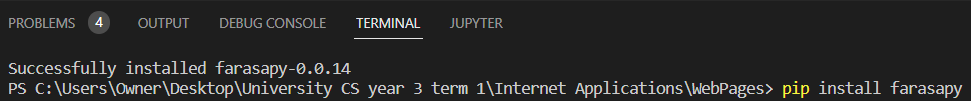 PROBLEMS 4 OUTPUT DEBUG CONSOLE TERMINAL JUPYTER
Successfully installed farasapy-0.0.14
PS C:\Users\Owner\Desktop\University CS year 3 term 1\Internet Applications\WebPages> pip install farasapy